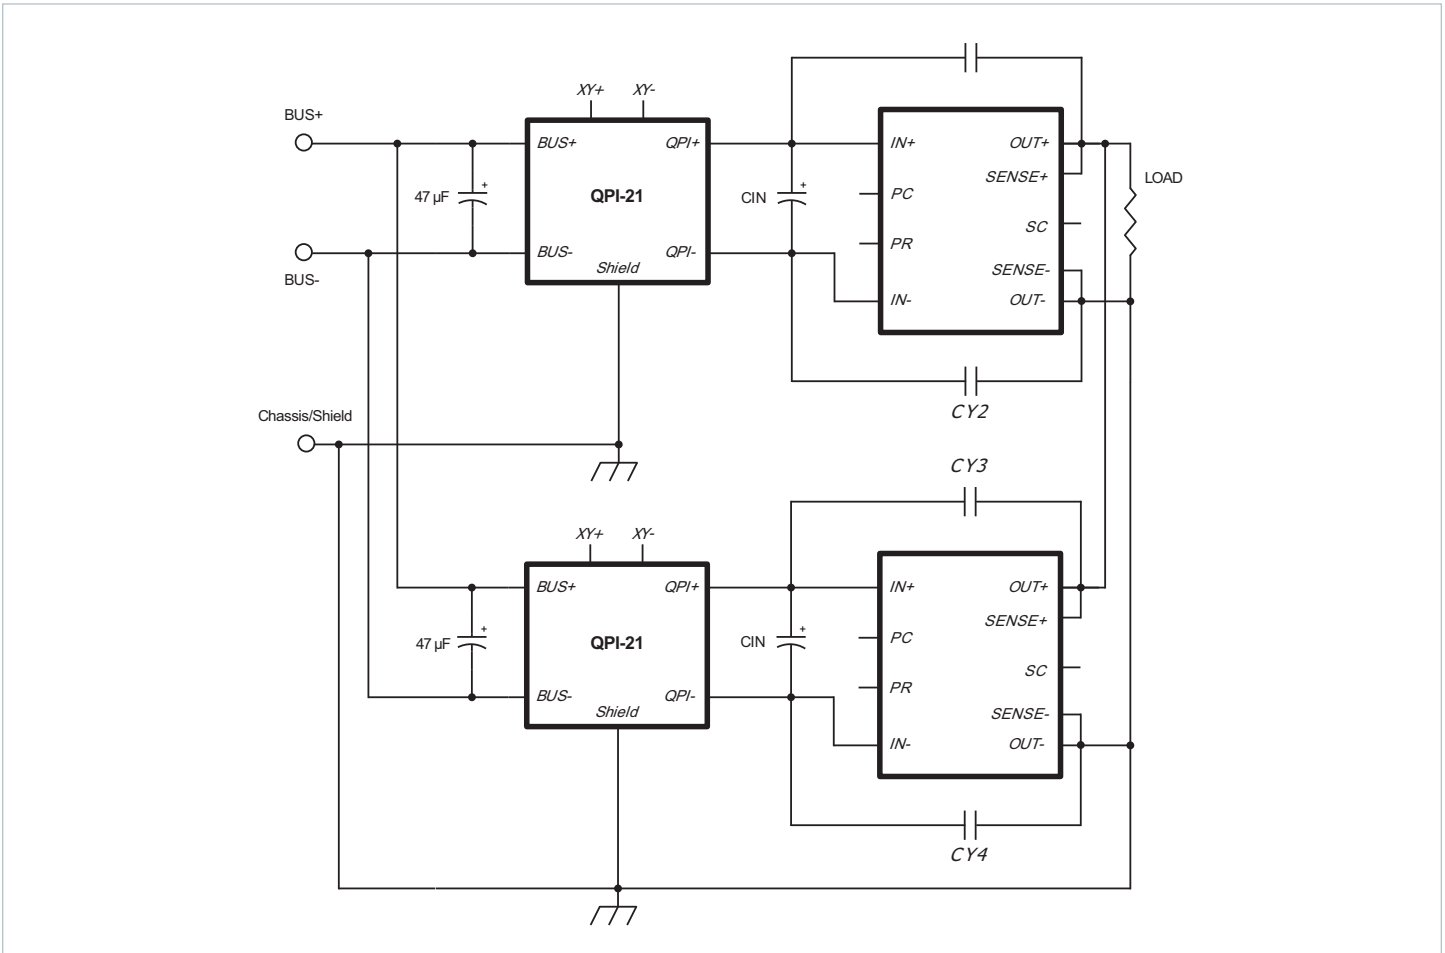 XY+ XY-
BUS+
BUS+ QPI+ IN+ OUT+
SENSE+ LOAD
47 µF + QPI-21 CIN + PC
SC
BUS- QPI- PR
Shield SENSE-
BUS-
IN- OUT-
CY2
Chassis/Shield
CY3
XY+ XY-
BUS+ QPI+ IN+ OUT+
SENSE+
47 µF + QPI-21 CIN + PC
SC
BUS- QPI- PR
Shield SENSE-
IN- OUT-
CY4